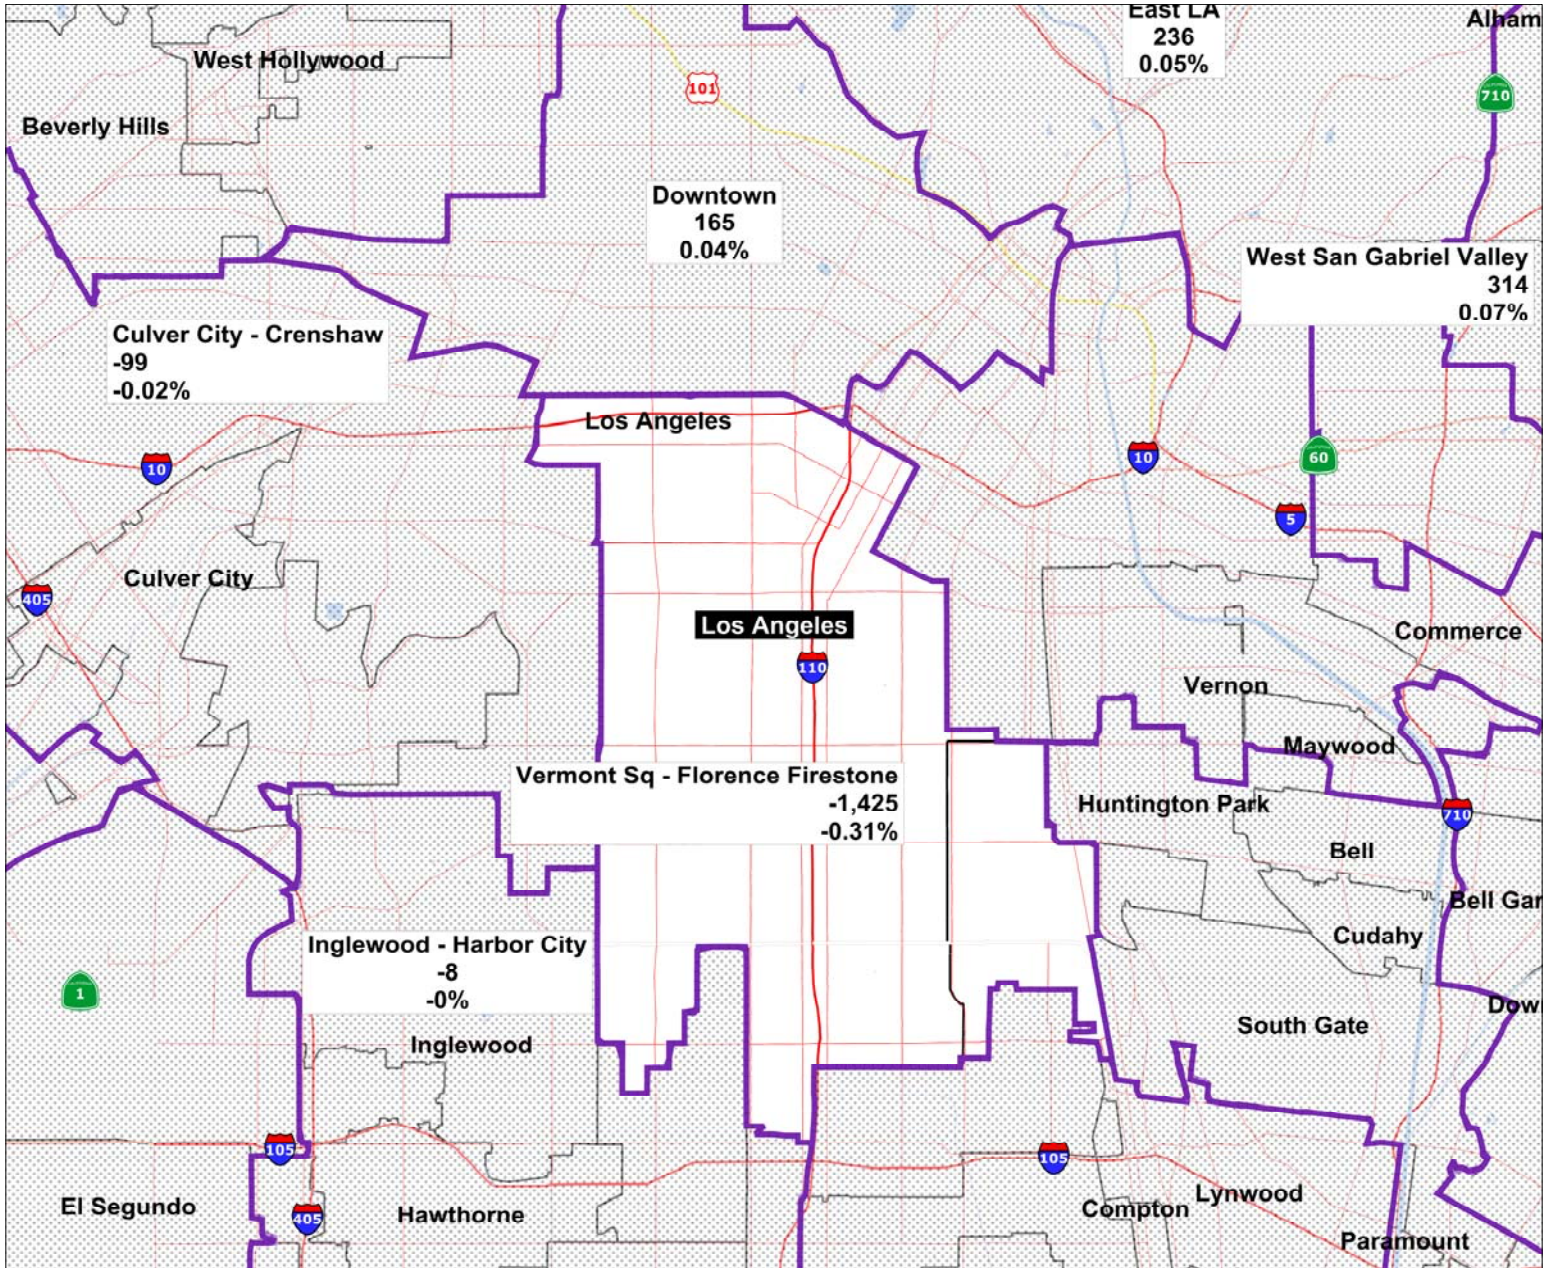 East LA
236
0.05%
Alham
West Hollywood
101
710
Beverly Hills
Downtown
165
0.04%
West San Gabriel Valley
314
0.07%
Culver City - Crenshaw
-99
-0.02%
Los Angeles
10
10
60
5
Culver City
405
Los Angeles
Commerce
110
Vernon
Maywood
Vermont Sq - Florence Firestone
-1,425
-0.31%
Huntington Park
710
Bell
Bell Gar
Inglewood - Harbor City
-8
-0%
Cudahy
1
Dow
South Gate
Inglewood
105
105
El Segundo
405
Hawthorne
Lynwood
Compton
Paramount